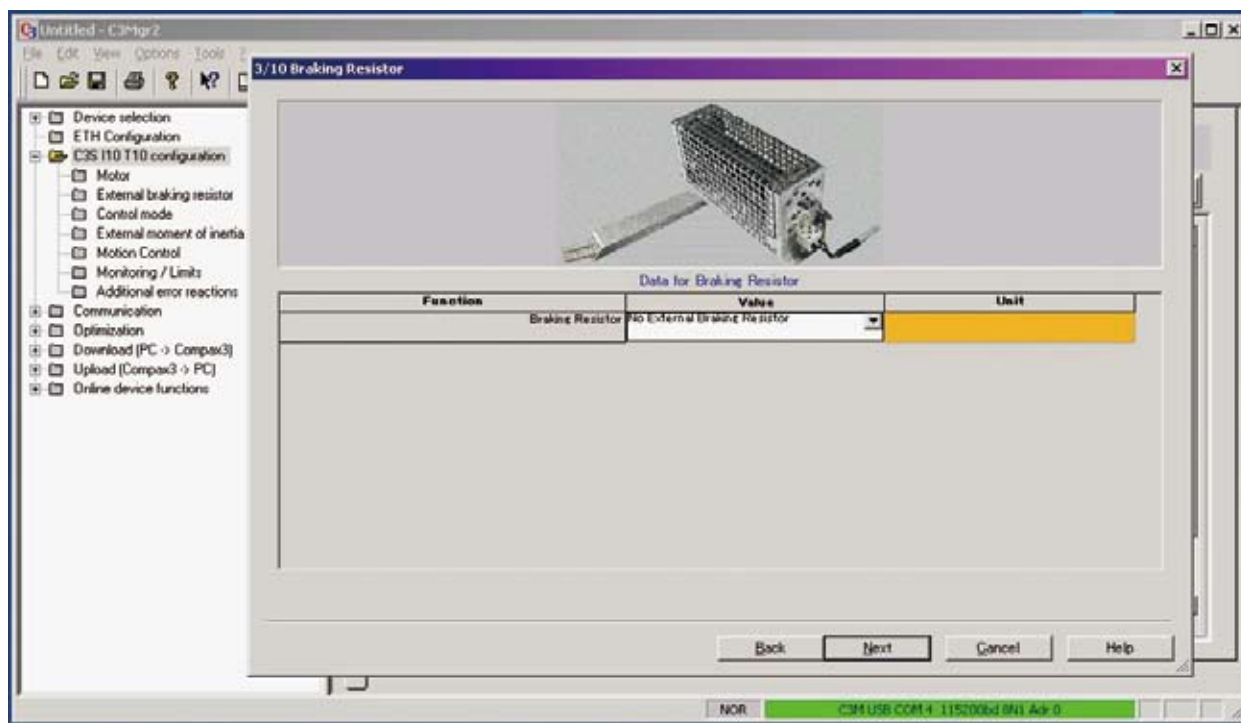 Untitled - C3Mgr2
File Edit View Options Tools ?
3/10 Braking Resistor
Device selection
ETH Configuration
C3S I10 T10 configuration
Motor
External braking resistor
Control mode
External moment of inertia
Motion Control
Monitoring / Limits
Additional error reactions
Communication
Optimization
Download (PC -> Compax3)
Upload (Compax3 -> PC)
Online device functions
Data for Braking Resistor
Function Value Unit
Braking Resistor No External Braking Resistor
Back Next Cancel Help
NOR C3M USB COM 4 115200bd 8N1 Adr 0